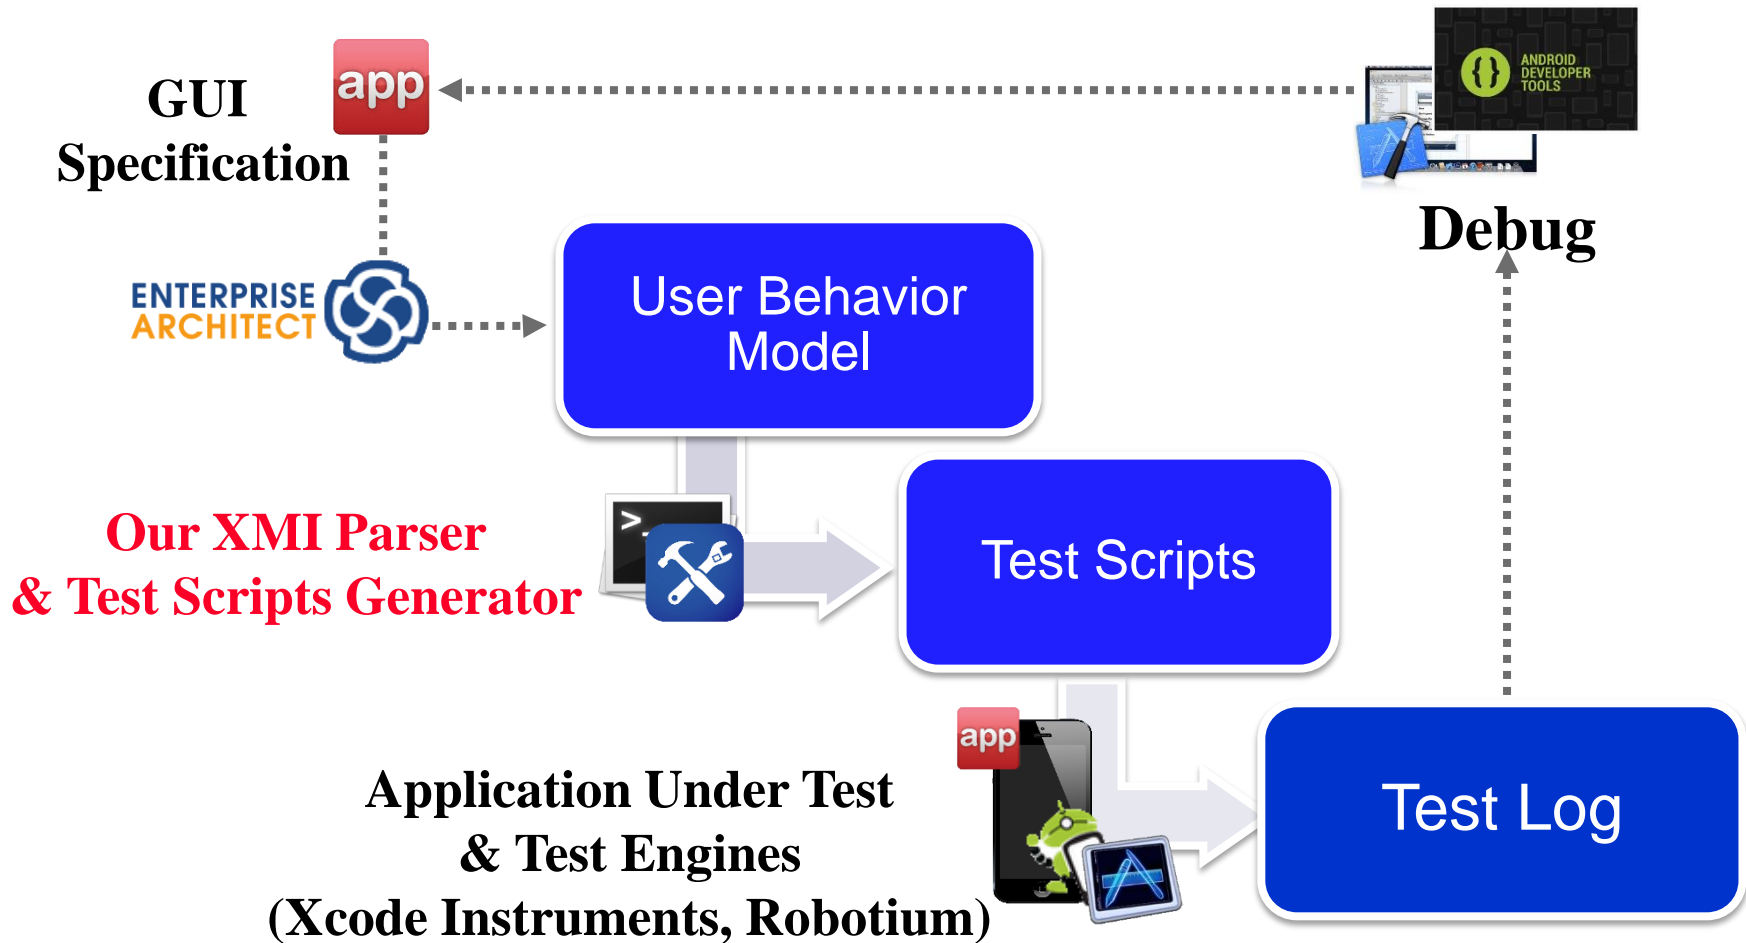 app
GUI
Specification
ANDROID
DEVELOPER
TOOLS
Debug
ENTERPRISE
ARCHITECT
User Behavior
Model
Our XMI Parser
& Test Scripts Generator
>_
Test Scripts
app
Application Under Test
& Test Engines
(Xcode Instruments, Robotium)
Test Log